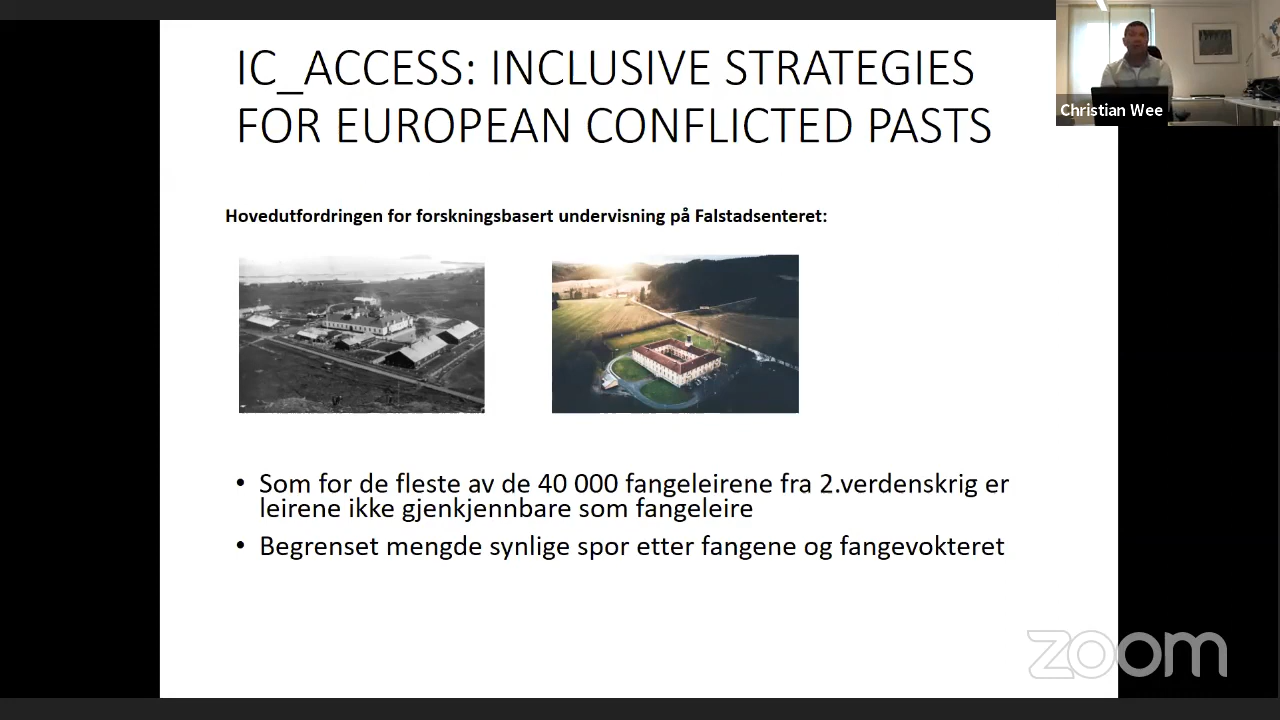 IC_ACCESS: INCLUSIVE STRATEGIES
FOR EUROPEAN CONFLICTED PASTS
Christian Wee
Hovedutfordringen for forskningsbasert undervisning på Falstadsenteret:
• Som for de fleste av de 40 000 fangeleirene fra 2.verdenskrig er
leirene ikke gjenkjennbare som fangeleire
• Begrenset mengde synlige spor etter fangene og fangevokteret
zoom